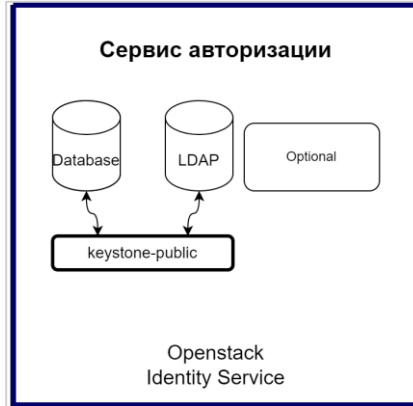 Сервис авторизации
Database
LDAP
Optional
keystone-public
Openstack
Identity Service